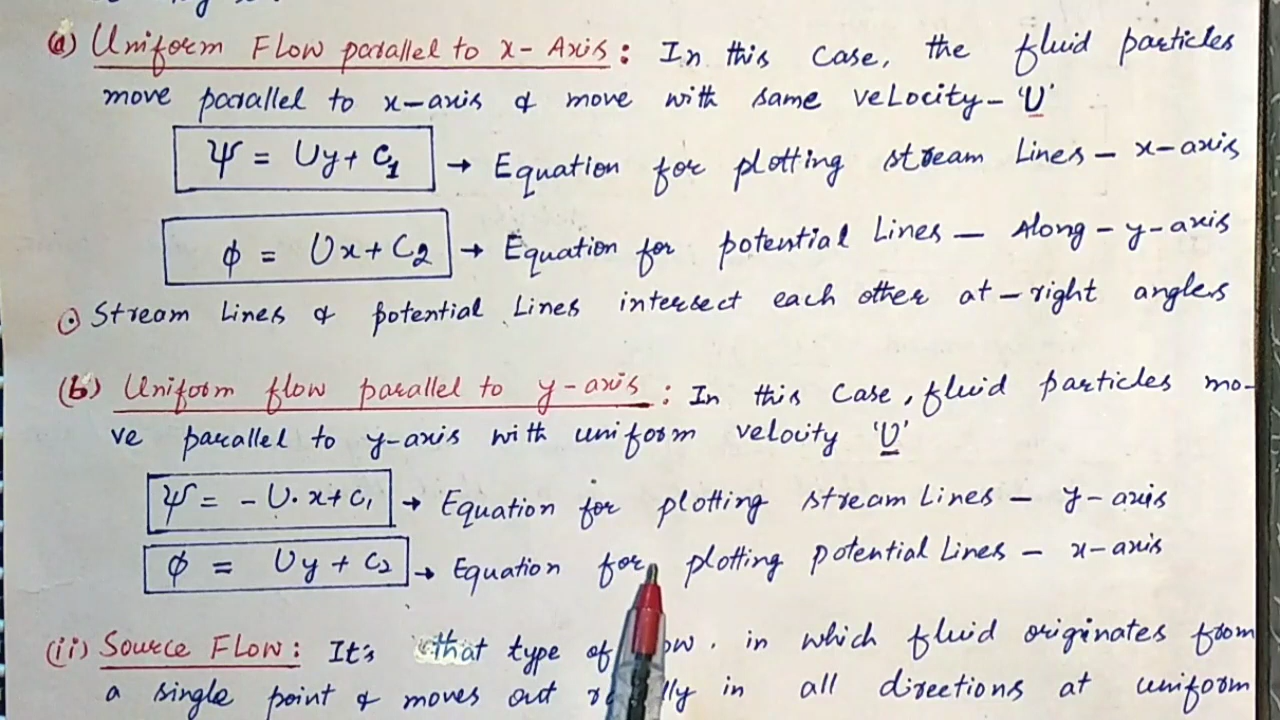 (a) Uniform Flow parallel to x-Axis: In this case, the fluid particles
move parallel to x-axis & move with same velocity- 'U'
Ψ = Uy + C₁ → Equation for plotting stream Lines - x-axis
ϕ = Ux + C₂ → Equation for potential Lines - Along - y-axis
⊙ Stream Lines & potential Lines intersect each other at - right angles
(b) Uniform flow parallel to y-axis: In this case, fluid particles mo-
ve parallel to y-axis with uniform velocity 'U'
Ψ = - U. x + C₁ → Equation for plotting stream Lines - y-axis
ϕ = Uy + C₂ → Equation for plotting potential Lines - x-axis
(ii) Source Flow: It's that type of in which fluid originates from
a single point & moves out in all directions at uniform